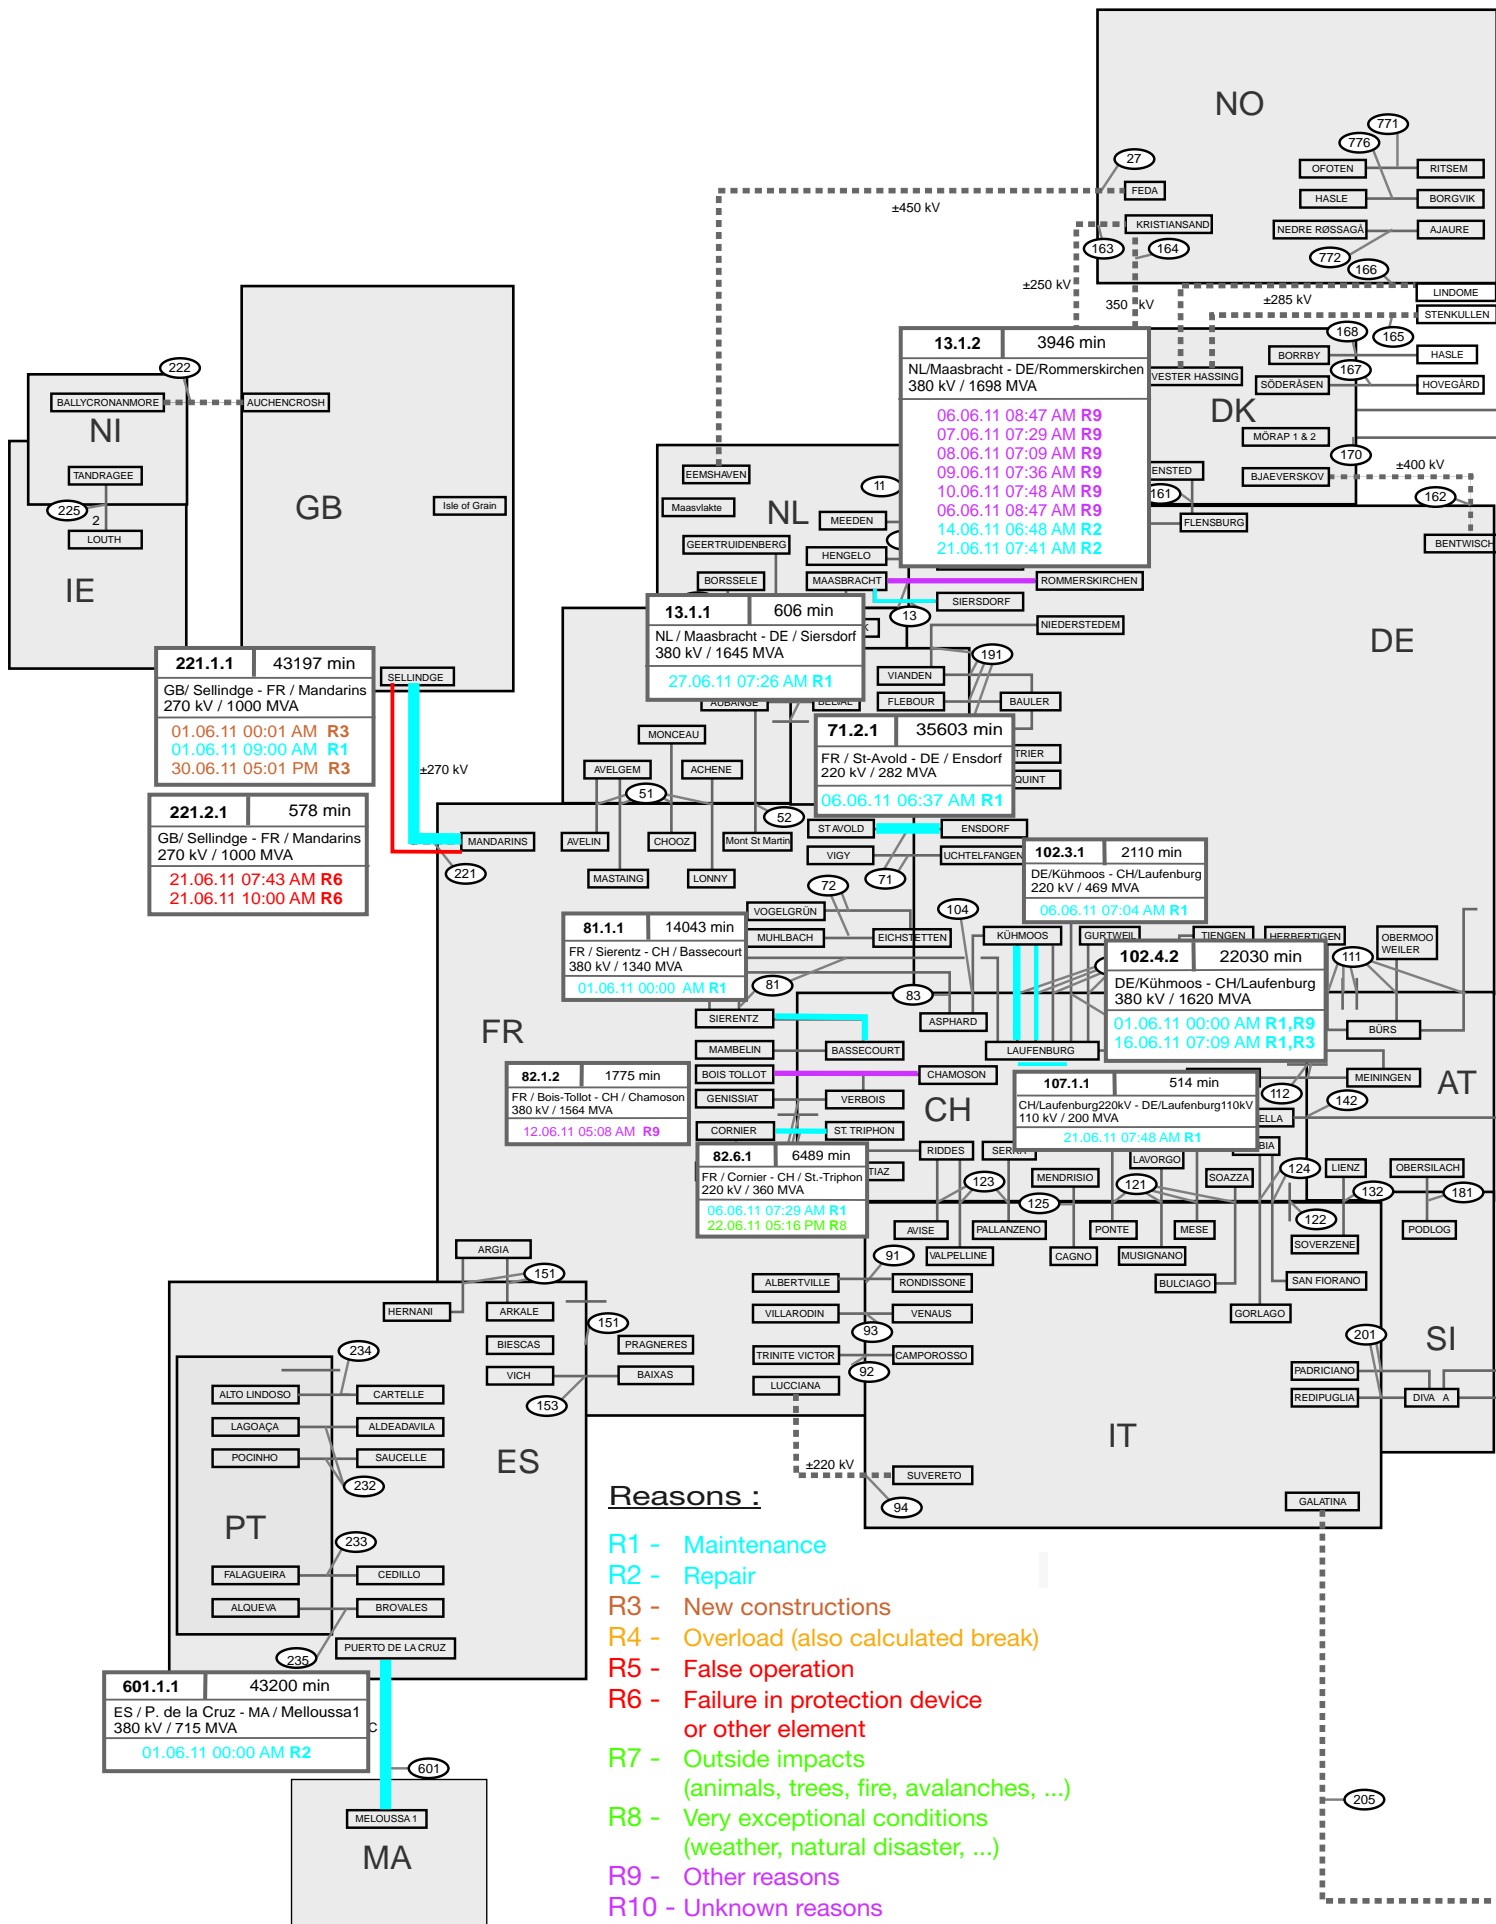 NO
771
776
27
OFOTEN
RITSEM
FEDA
HASLE
BORGVIK
±450 kV
KRISTIANSAND
NEDRE RØSSAGÅ
AJAURE
163
164
772
166
±250 kV
350 kV
±285 kV
LINDOME
STENKULLEN
168
165
13.1.2
3946 min
NL/Maasbracht - DE/Rommerskirchen
380 kV / 1698 MVA
06.06.11 08:47 AM R9
07.06.11 07:29 AM R9
08.06.11 07:09 AM R9
09.06.11 07:36 AM R9
10.06.11 07:48 AM R9
06.06.11 08:47 AM R9
14.06.11 06:48 AM R2
21.06.11 07:41 AM R2
BORRBY
HASLE
167
VESTER HASSING
SÖDERÅSEN
HOVEGÅRD
DK
MÖRAP 1 & 2
170
±400 kV
ENSTED
BJAEVERSKOV
161
162
FLENSBURG
BENTWISCH
222
BALLYCRONANMORE
AUCHENCROSH
NI
TANDRAGEE
225
2
LOUTH
IE
GB
Isle of Grain
EEMSHAVEN
11
Maasvlakte
NL
MEEDEN
GEERTRUIDENBERG
HENGELO
BORSSELE
MAASBRACHT
ROMMERSKIRCHEN
SIERSDORF
13
K
NIEDERSTEDEM
DE
13.1.1
606 min
NL / Maasbracht - DE / Siersdorf
380 kV / 1645 MVA
27.06.11 07:26 AM R1
191
VIANDEN
FLEBOUR
BAULER
AUBANGE
221.1.1
43197 min
GB/ Sellindge - FR / Mandarins
270 kV / 1000 MVA
01.06.11 00:01 AM R3
01.06.11 09:00 AM R1
30.06.11 05:01 PM R3
SELLINDGE
±270 kV
71.2.1
35603 min
FR / St-Avold - DE / Ensdorf
220 kV / 282 MVA
06.06.11 06:37 AM R1
MONCEAU
TRIER
QUINT
AVELGEM
ACHENE
51
52
221.2.1
578 min
GB/ Sellindge - FR / Mandarins
270 kV / 1000 MVA
21.06.11 07:43 AM R6
21.06.11 10:00 AM R6
MANDARINS
221
AVELIN
CHOOZ
Mont St Martin
MASTAING
LONNY
ST AVOLD
ENSDORF
VIGY
UCHTELFANGEN
71
72
102.3.1
2110 min
DE/Kühmoos - CH/Laufenburg
220 kV / 469 MVA
06.06.11 07:04 AM R1
VOGELGRÜN
104
MUHLBACH
EICHSTETTEN
KÜHMOOS
GURTWEIL
TIENGEN
HERBERTIGEN
OBERMOO
WEILER
81.1.1
14043 min
FR / Sierentz - CH / Bassecourt
380 kV / 1340 MVA
01.06.11 00:00 AM R1
102.4.2
22030 min
DE/Kühmoos - CH/Laufenburg
380 kV / 1620 MVA
01.06.11 00:00 AM R1,R9
16.06.11 07:09 AM R1,R3
111
81
83
SIERENTZ
ASPHARD
BÜRS
FR
MAMBELIN
BASSECOURT
LAUFENBURG
BOIS TOLLOT
CHAMOSON
MEININGEN
AT
82.1.2
1775 min
FR / Bois-Tollot - CH / Chamoson
380 kV / 1564 MVA
12.06.11 05:08 AM R9
GENISSIAT
VERBOIS
CH
107.1.1
514 min
CH/Laufenburg220kV - DE/Laufenburg110kV
110 kV / 200 MVA
21.06.11 07:48 AM R1
112
142
ELLA
CORNIER
ST. TRIPHON
RIDDES
SERRA
BIA
82.6.1
6489 min
FR / Cornier - CH / St.-Triphon
220 kV / 360 MVA
06.06.11 07:29 AM R1
22.06.11 05:16 PM R8
TIAZ
LAVORGO
MENDRISIO
SOAZZA
124
LIENZ
OBERSILACH
123
121
125
132
181
122
AVISE
PALLANZENO
PONTE
MESE
PODLOG
VALPELLINE
CAGNO
MUSIGNANO
SOVERZENE
ARGIA
91
BULCIAGO
SAN FIORANO
151
ALBERTVILLE
RONDISSONE
HERNANI
ARKALE
VILLARODIN
VENAUS
GORLAGO
151
93
BIESCAS
PRAGNERES
SI
201
TRINITE VICTOR
CAMPOROSSO
234
VICH
BAIXAS
92
PADRICIANO
LUCCIANA
ALTO LINDOSO
CARTELLE
153
REDIPUGLIA
DIVA A
LAGOAÇA
ALDEADAVILA
IT
POCINHO
SAUCELLE
ES
±220 kV
SUVERETO
232
94
GALATINA
PT
233
FALAGUEIRA
CEDILLO
ALQUEVA
BROVALES
PUERTO DE LA CRUZ
235
601.1.1
43200 min
ES / P. de la Cruz - MA / Melloussa1
380 kV / 715 MVA
01.06.11 00:00 AM R2
C
601
MELOUSSA 1
MA
205
Reasons :
R1 - Maintenance
R2 - Repair
R3 - New constructions
R4 - Overload (also calculated break)
R5 - False operation
R6 - Failure in protection device
or other element
R7 - Outside impacts
(animals, trees, fire, avalanches, ...)
R8 - Very exceptional conditions
(weather, natural disaster, ...)
R9 - Other reasons
R10 - Unknown reasons